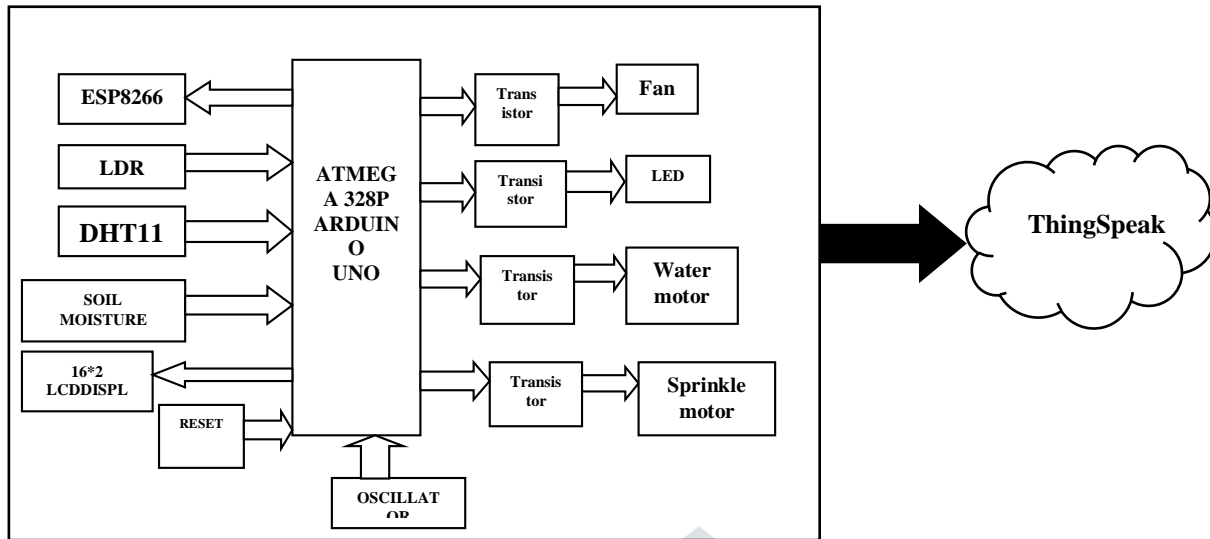 ESP8266
LDR
DHT11
SOIL
MOISTURE
16*2
LCDDISPL
RESET
ATMEG
A 328P
ARDUIN
O
UNO
OSCILLAT
OR
Trans
istor
Fan
Transi
stor
LED
Transis
tor
Water
motor
Transis
tor
Sprinkle
motor
ThingSpeak